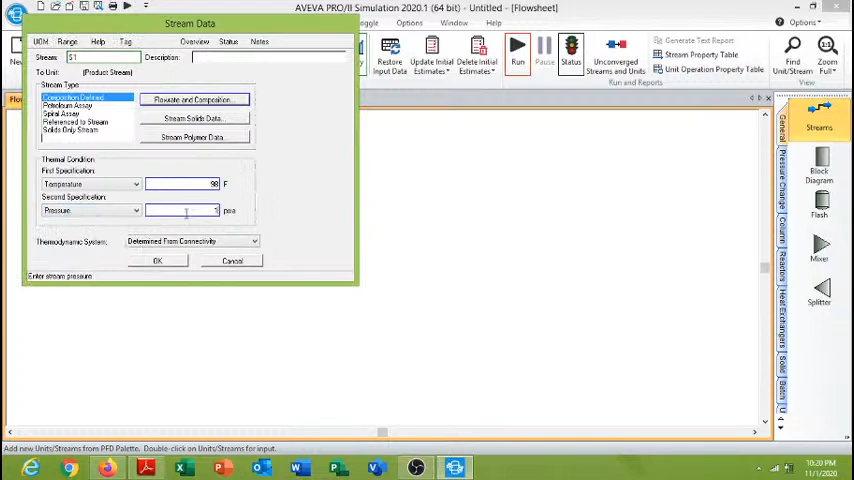 AVEVA PRO/II Simulation 2020.1 (64 bit) - Untitled - [Flowsheet]
Stream Data
Options Window Help
Options
UOM Range Help Tag Overview Status Notes
Stream: S1 Description:
To Unit: (Product Stream)
Stream Type
Composition Defined
Petroleum Assay
Spiral Assay
Referenced to Stream
Solids Only Stream
Flowrate and Composition...
Stream Solids Data...
Stream Polymer Data...
Thermal Condition
First Specification:
Temperature 98 F
Second Specification:
Pressure 1 psia
Thermodynamic System: Determined From Connectivity
OK Cancel
Enter stream pressure
Restore Input Data
Update Initial Estimates
Delete Initial Estimates
Run
Pause
Status
Unconverged Streams and Units
Generate Text Report
Stream Property Table
Unit Operation Property Table
Run and Reports
Find Unit/Stream
Zoom Full
View
General
Pressure Change
Column
Reactors
Heat Exchangers
Solid
Batch
Streams
Block Diagram
Flash
Mixer
Splitter
Add new Units/Streams from PFD Palette. Double-click on Units/Streams for input.
10:20 PM
11/1/2020